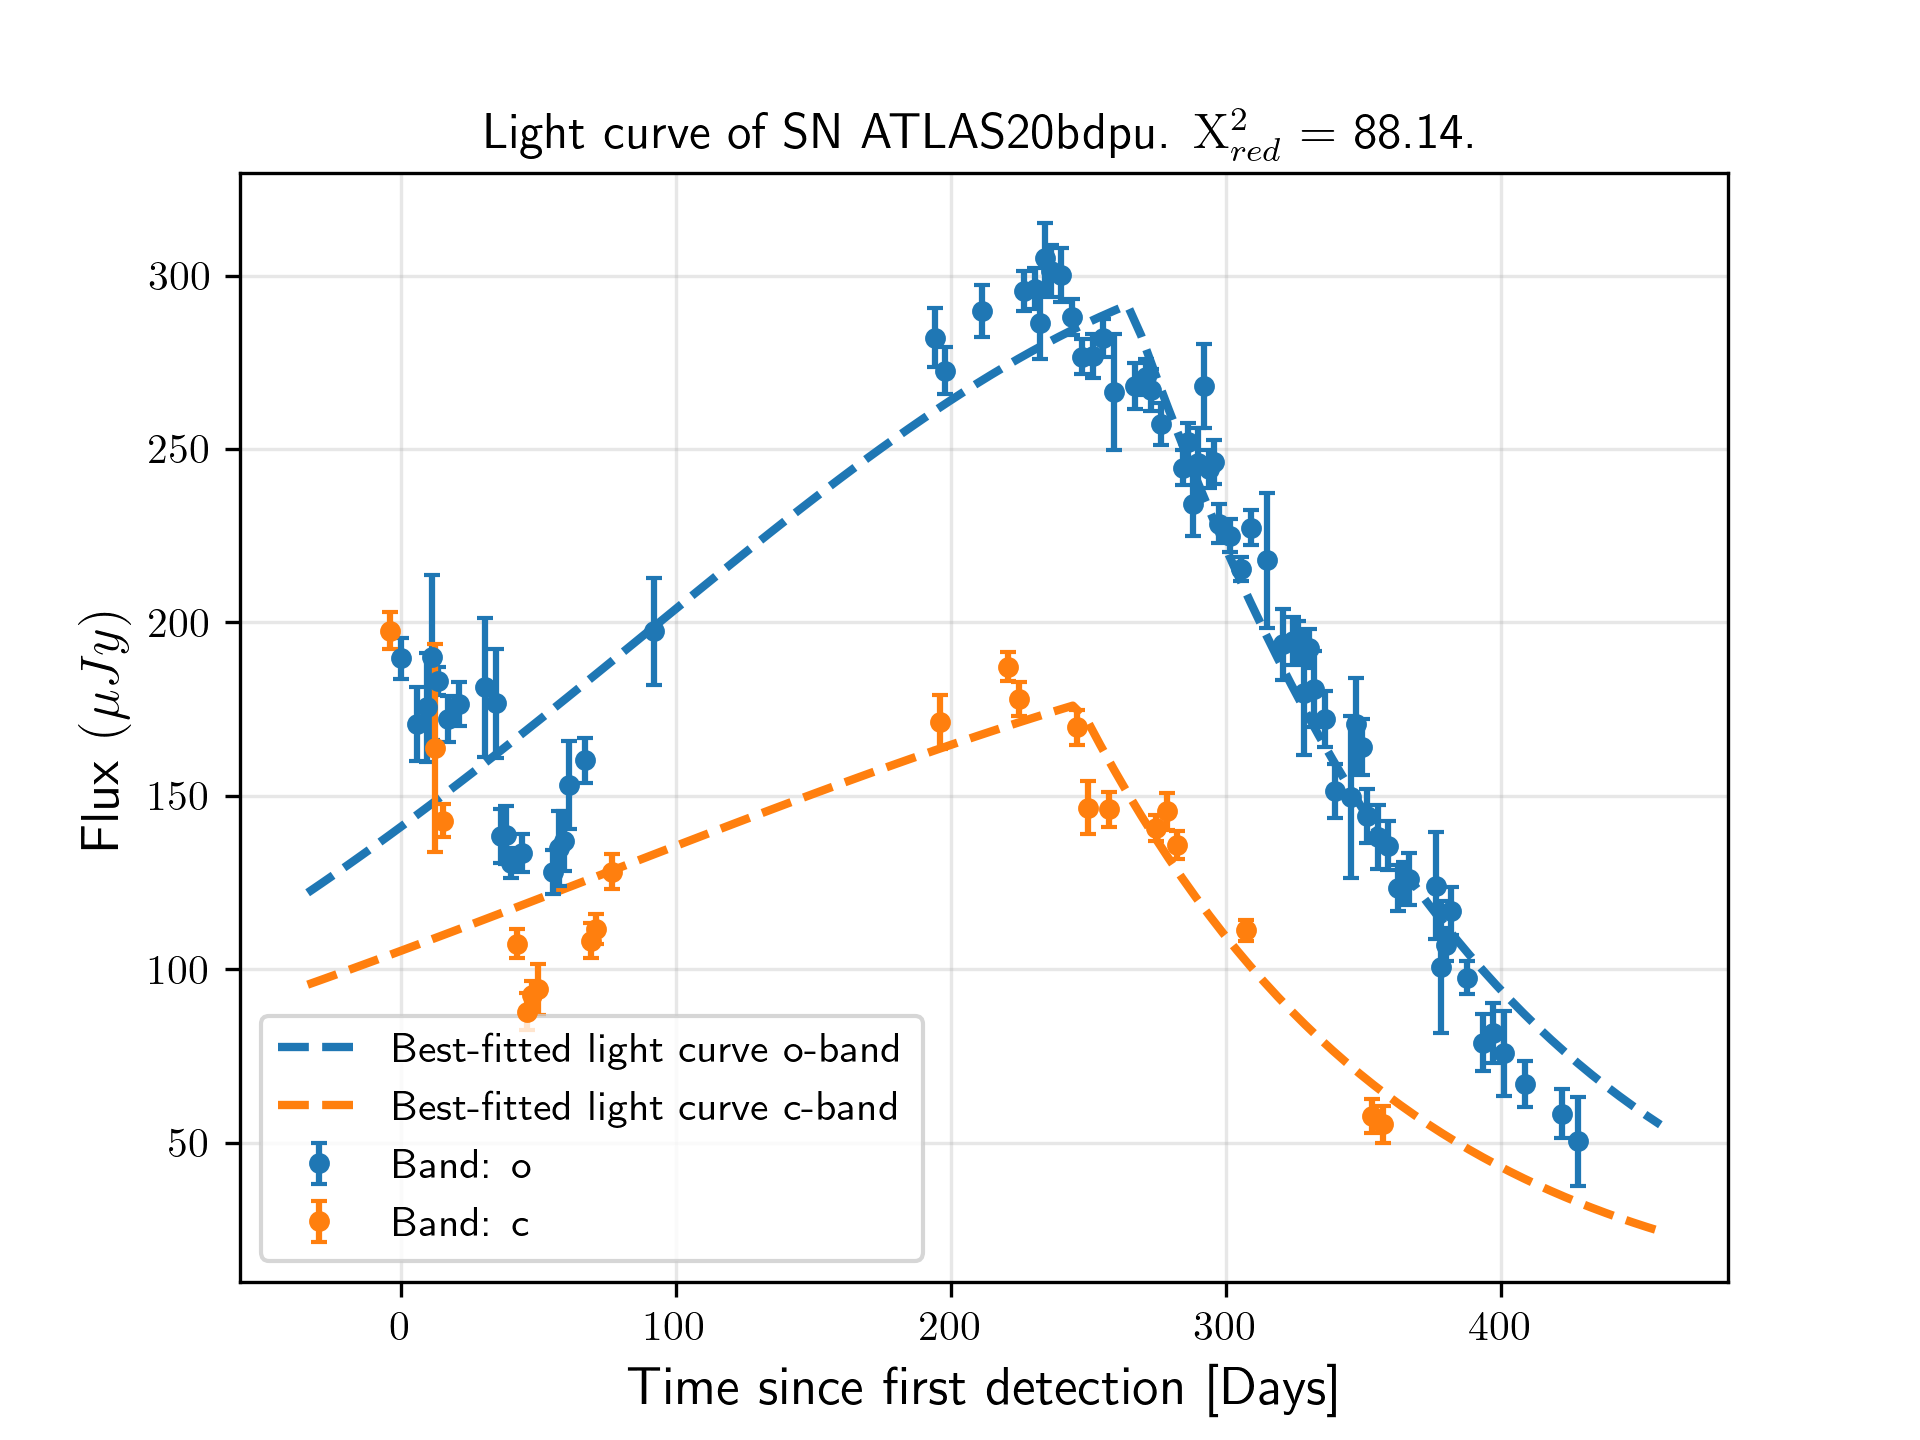 Light curve of SN ATLAS20bdpu. X²_red = 88.14.
300
250
200
150
100
50
Flux (μJy)
Best-fitted light curve o-band
Best-fitted light curve c-band
Band: o
Band: c
0 100 200 300 400
Time since first detection [Days]